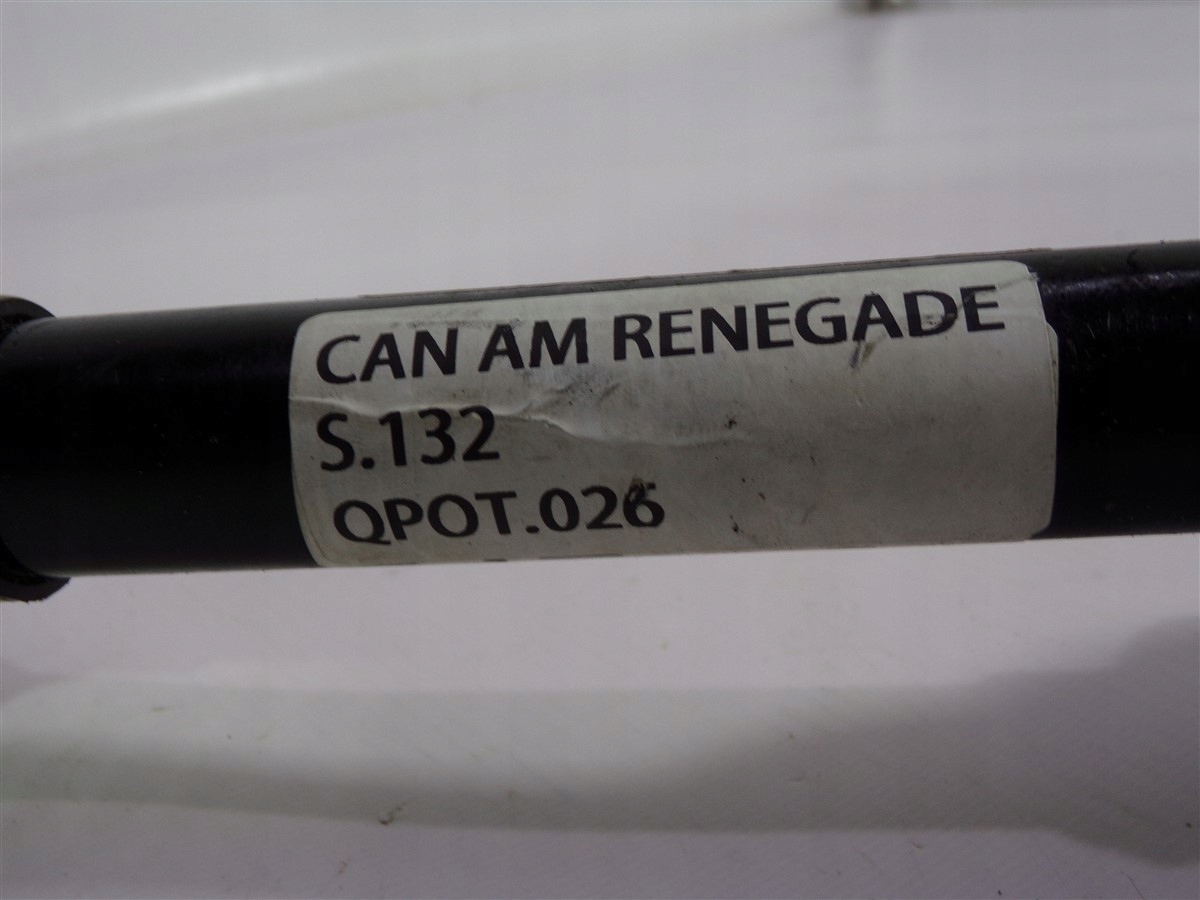 CAN AM RENEGADE
S.132
QPOT.026